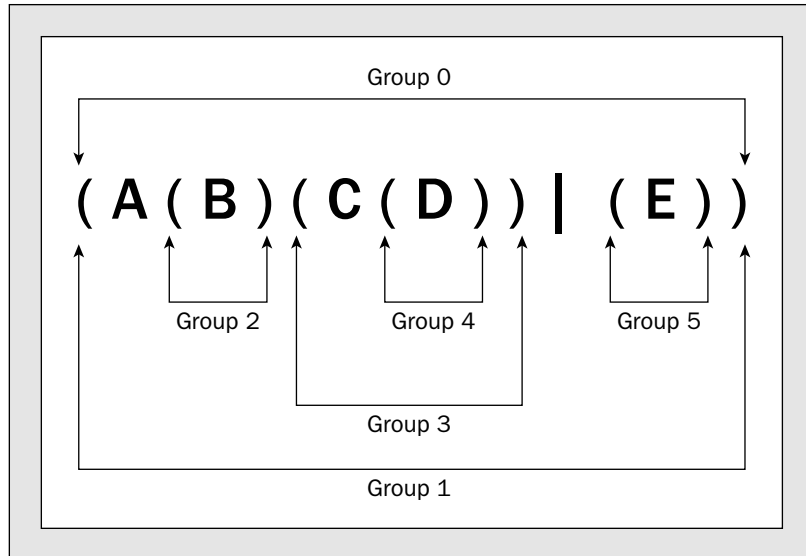 Group 0
( A ( B ) ( C ( D ) ) | ( E ) )
Group 2 Group 4 Group 5
Group 3
Group 1